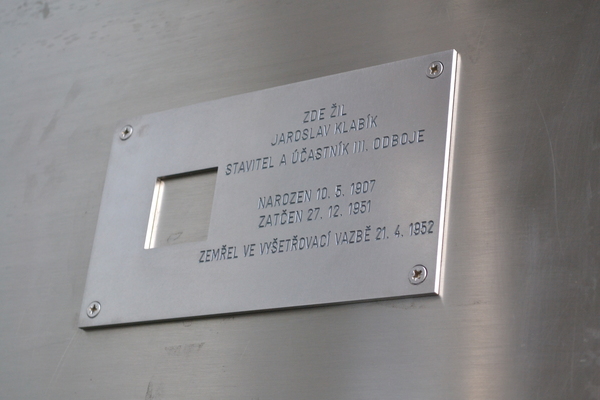 ZDE ŽIL
JAROSLAV KLABÍK
STAVITEL A ÚČASTNÍK III. ODBOJE
NAROZEN 10. 5. 1907
ZATČEN 27. 12. 1951
ZEMŘEL VE VYŠETŘOVACÍ VAZBĚ 21. 4. 1952